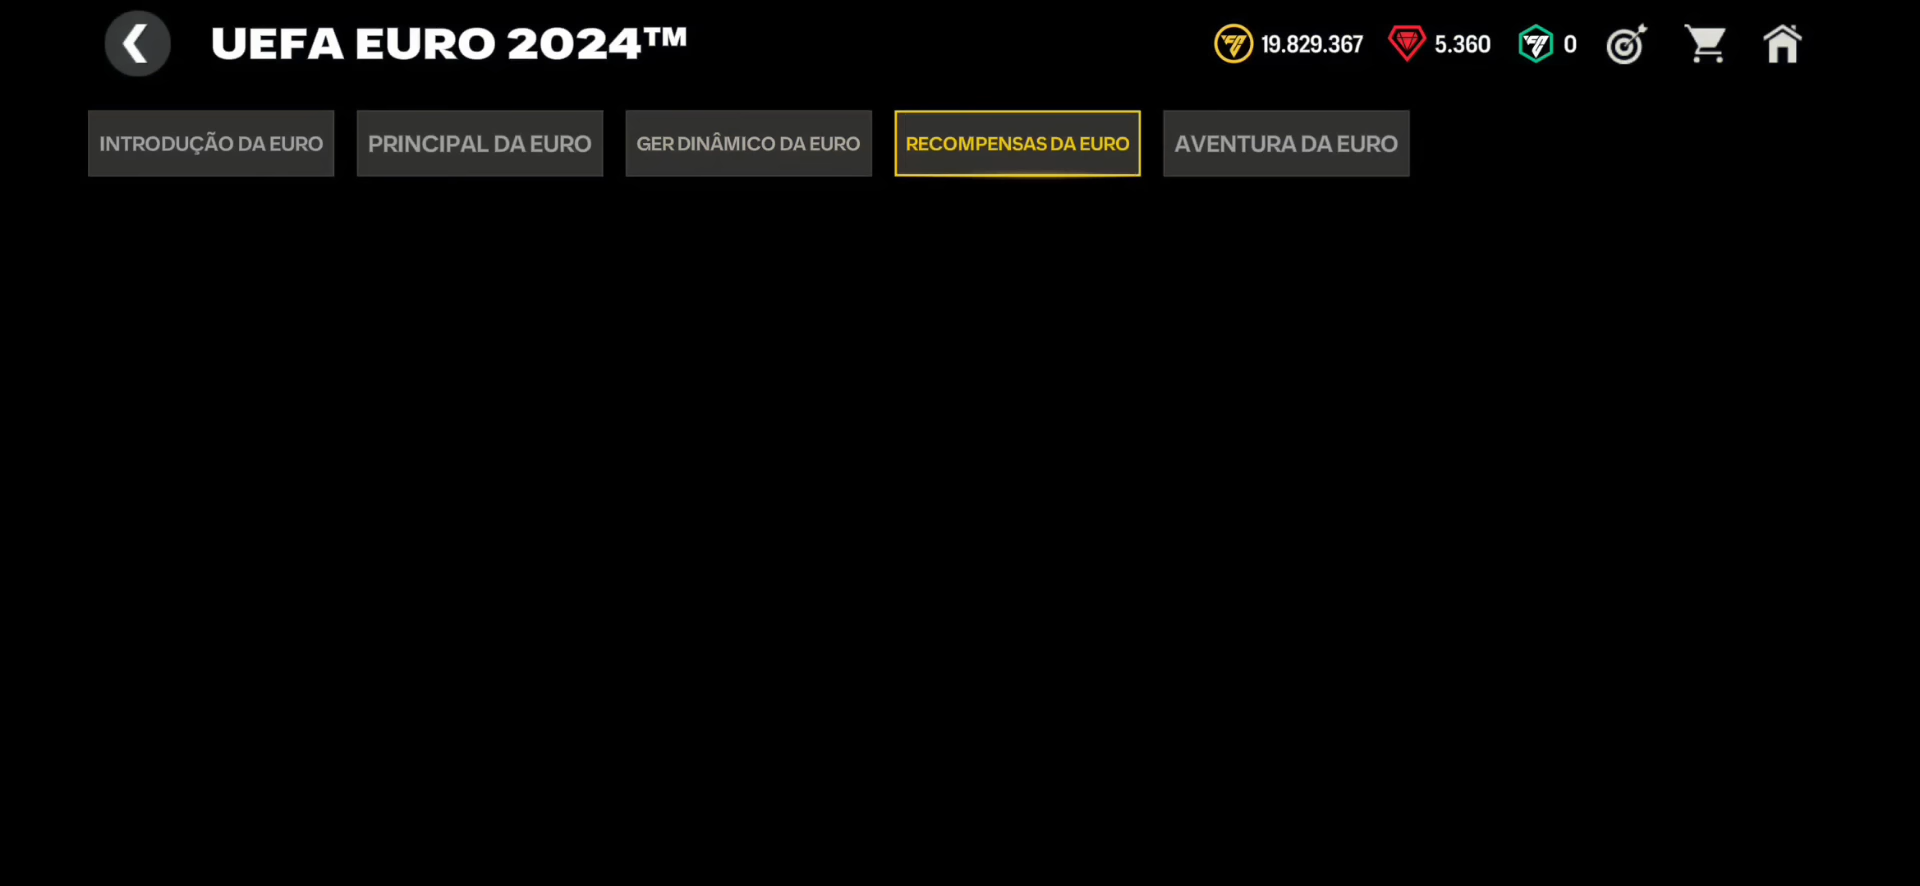 UEFA EURO 2024™
19.829.367
5.360
0
INTRODUÇÃO DA EURO
PRINCIPAL DA EURO
GER DINÂMICO DA EURO
RECOMPENSAS DA EURO
AVENTURA DA EURO